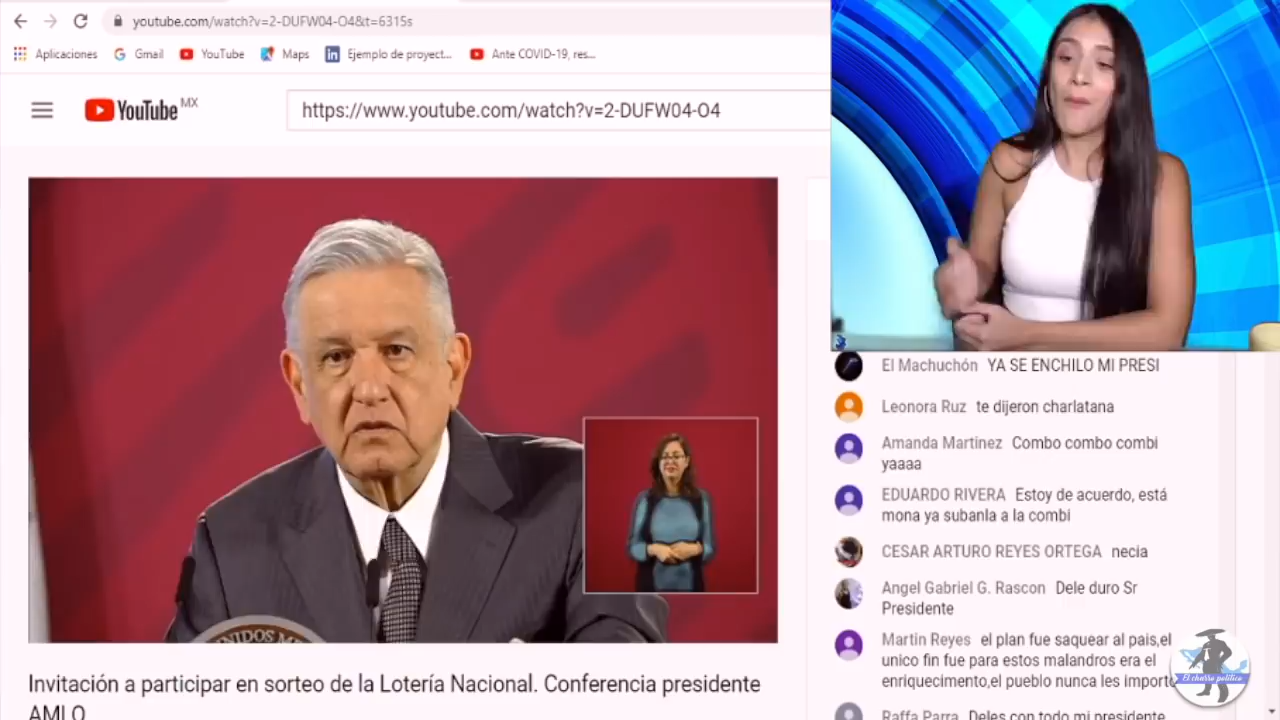 youtube.com/watch?v=2-DUFW04-O4&t=6315s
Aplicaciones Gmail YouTube Maps Ejemplo de proyect... Ante COVID-19, res...
YouTube MX
https://www.youtube.com/watch?v=2-DUFW04-O4
El Machuchón YA SE ENCHILO MI PRESI
Leonora Ruz te dijeron charlatana
Amanda Martinez Combo combo combi
yaaaa
EDUARDO RIVERA Estoy de acuerdo, está
mona ya subanla a la combi
CESAR ARTURO REYES ORTEGA necia
Angel Gabriel G. Rascon Dele duro Sr
Presidente
Martin Reyes el plan fue saquear al pais,el
unico fin fue para estos malandros era el
enriquecimento,el pueblo nunca les importo
Raffa Parra Deles con todo mi presidente
El charro político
Invitación a participar en sorteo de la Lotería Nacional. Conferencia presidente
AMLO